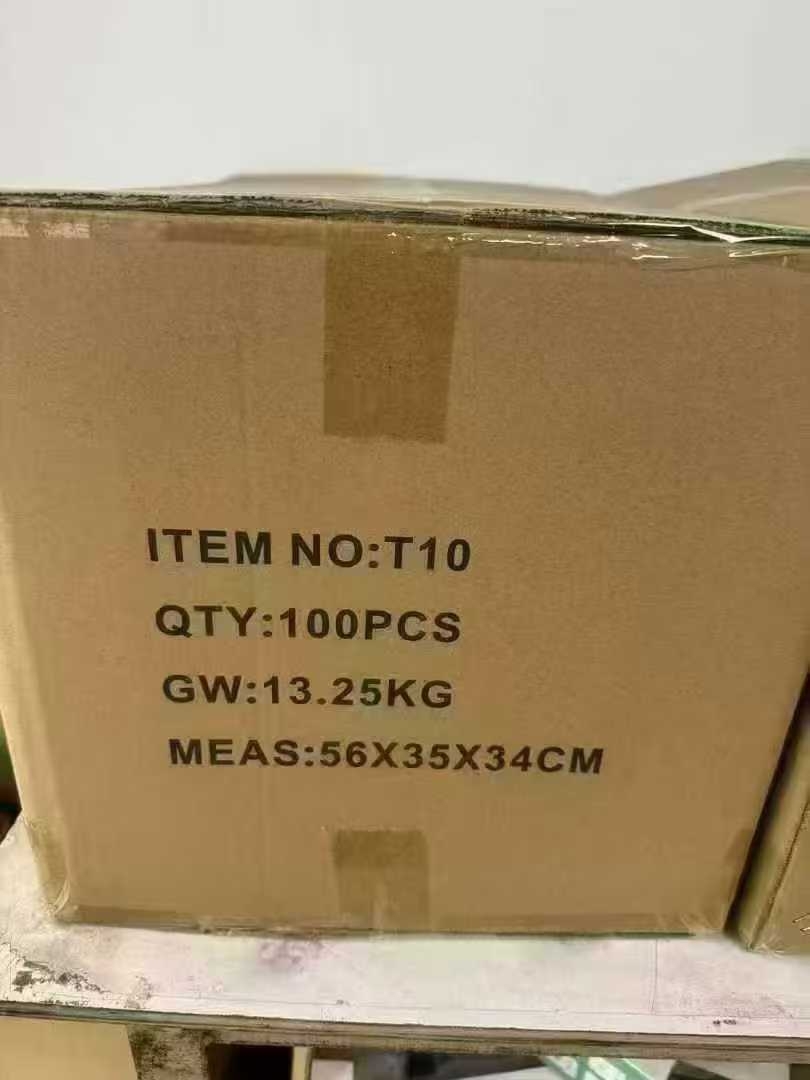 ITEM NO:T10
QTY:100PCS
GW:13.25KG
MEAS:56X35X34CM